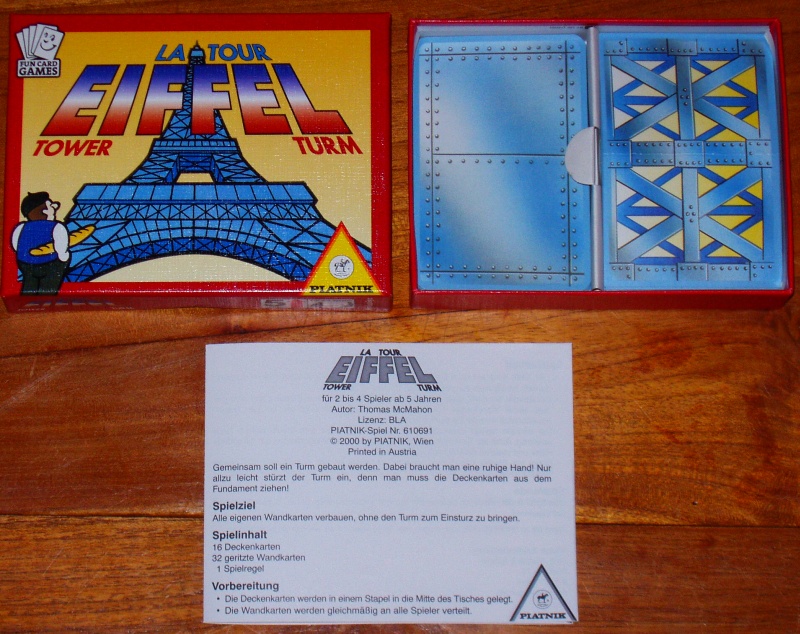 FUN CARD
GAMES
LA TOUR
EIFFEL
TOWER TURM
PIATNIK
LA TOUR
EIFFEL
TOWER TURM
für 2 bis 4 Spieler ab 5 Jahren
Autor: Thomas McMahon
Lizenz: BLA
PIATNIK-Spiel Nr. 610691
© 2000 by PIATNIK, Wien
Printed in Austria
Gemeinsam soll ein Turm gebaut werden. Dabei braucht man eine ruhige Hand! Nur
allzu leicht stürzt der Turm ein, denn man muss die Deckenkarten aus dem
Fundament ziehen!
Spielziel
Alle eigenen Wandkarten verbauen, ohne den Turm zum Einsturz zu bringen.
Spielinhalt
16 Deckenkarten
32 geritzte Wandkarten
1 Spielregel
Vorbereitung
• Die Deckenkarten werden in einem Stapel in die Mitte des Tisches gelegt.
• Die Wandkarten werden gleichmäßig an alle Spieler verteilt.
PIATNIK